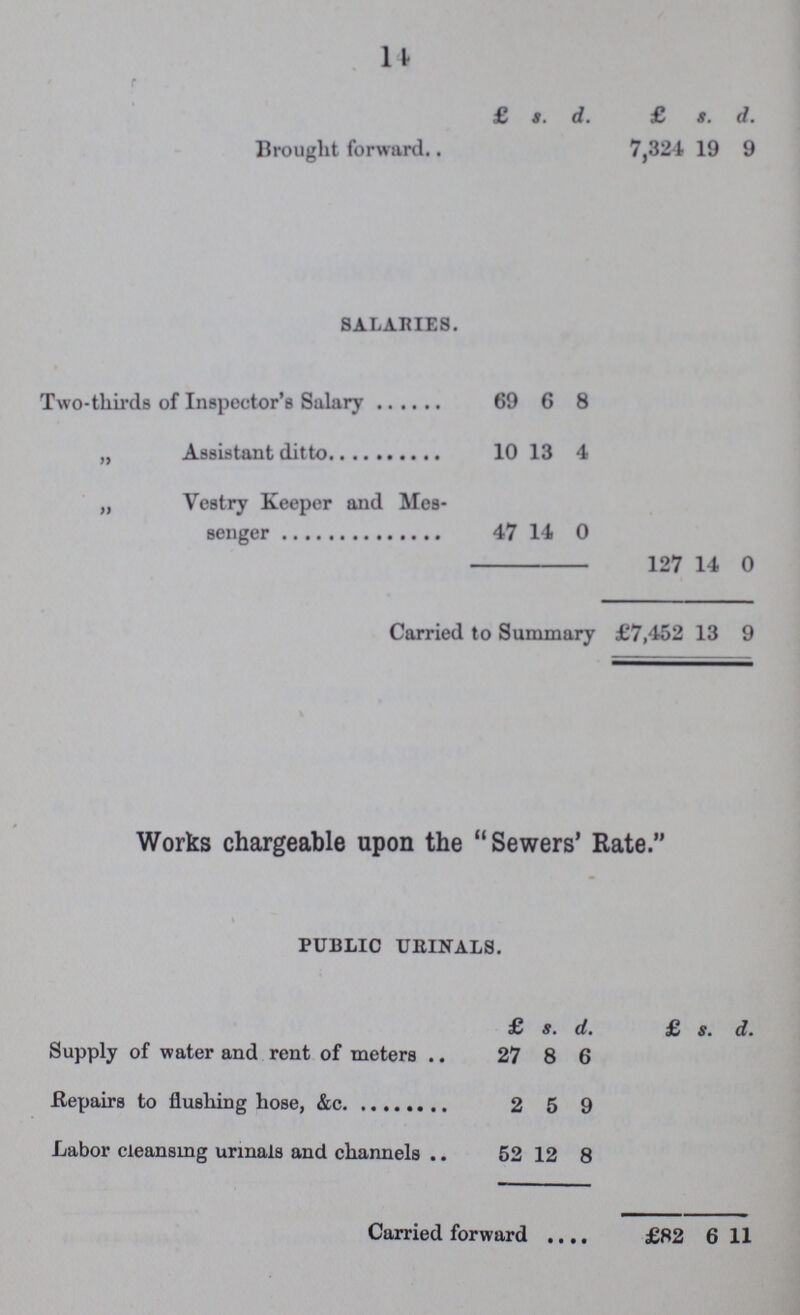 14
£ s. d. £ s. d.
Brought forward.. 7,324 19 9
SALARIES.
Two-thirds of Inspector's Salary ...... 69 6 8
„ Assistant ditto.......... 10 13 4
„ Vestry Keeper and Mes-
senger .............. 47 14 0
127 14 0
Carried to Summary £7,452 13 9
Works chargeable upon the "Sewers' Rate."
PUBLIC URINALS.
£ s. d. £ s. d.
Supply of water and rent of meters .. 27 8 6
Repairs to flushing hose, &c. ........ 2 5 9
Labor cleansing urinals and channels .. 52 12 8
Carried forward .... £82 6 11